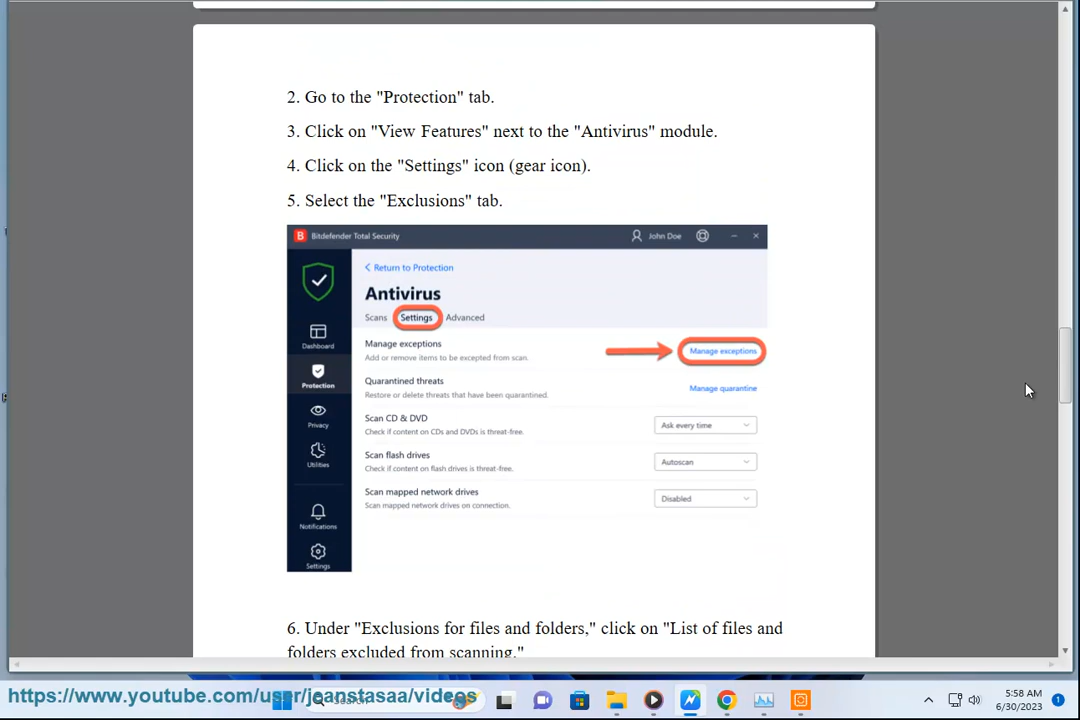 2. Go to the "Protection" tab.
3. Click on "View Features" next to the "Antivirus" module.
4. Click on the "Settings" icon (gear icon).
5. Select the "Exclusions" tab.
B Bitdefender Total Security
John Doe
Return to Protection
Antivirus
Scans Settings Advanced
Dashboard
Protection
Privacy
Utilities
Notifications
Settings
Manage exceptions
Add or remove items to be excepted from scan.
Manage exceptions
Quarantined threats
Restore or delete threats that have been quarantined.
Manage quarantine
Scan CD & DVD
Check if content on CDs and DVDs is threat-free.
Ask every time
Scan flash drives
Check if content on flash drives is threat-free.
Autoscan
Scan mapped network drives
Scan mapped network drives on connection.
Disabled
6. Under "Exclusions for files and folders," click on "List of files and
folders excluded from scanning."
https://www.youtube.com/user/jeanstasaa/videos
5:58 AM
6/30/2023
1